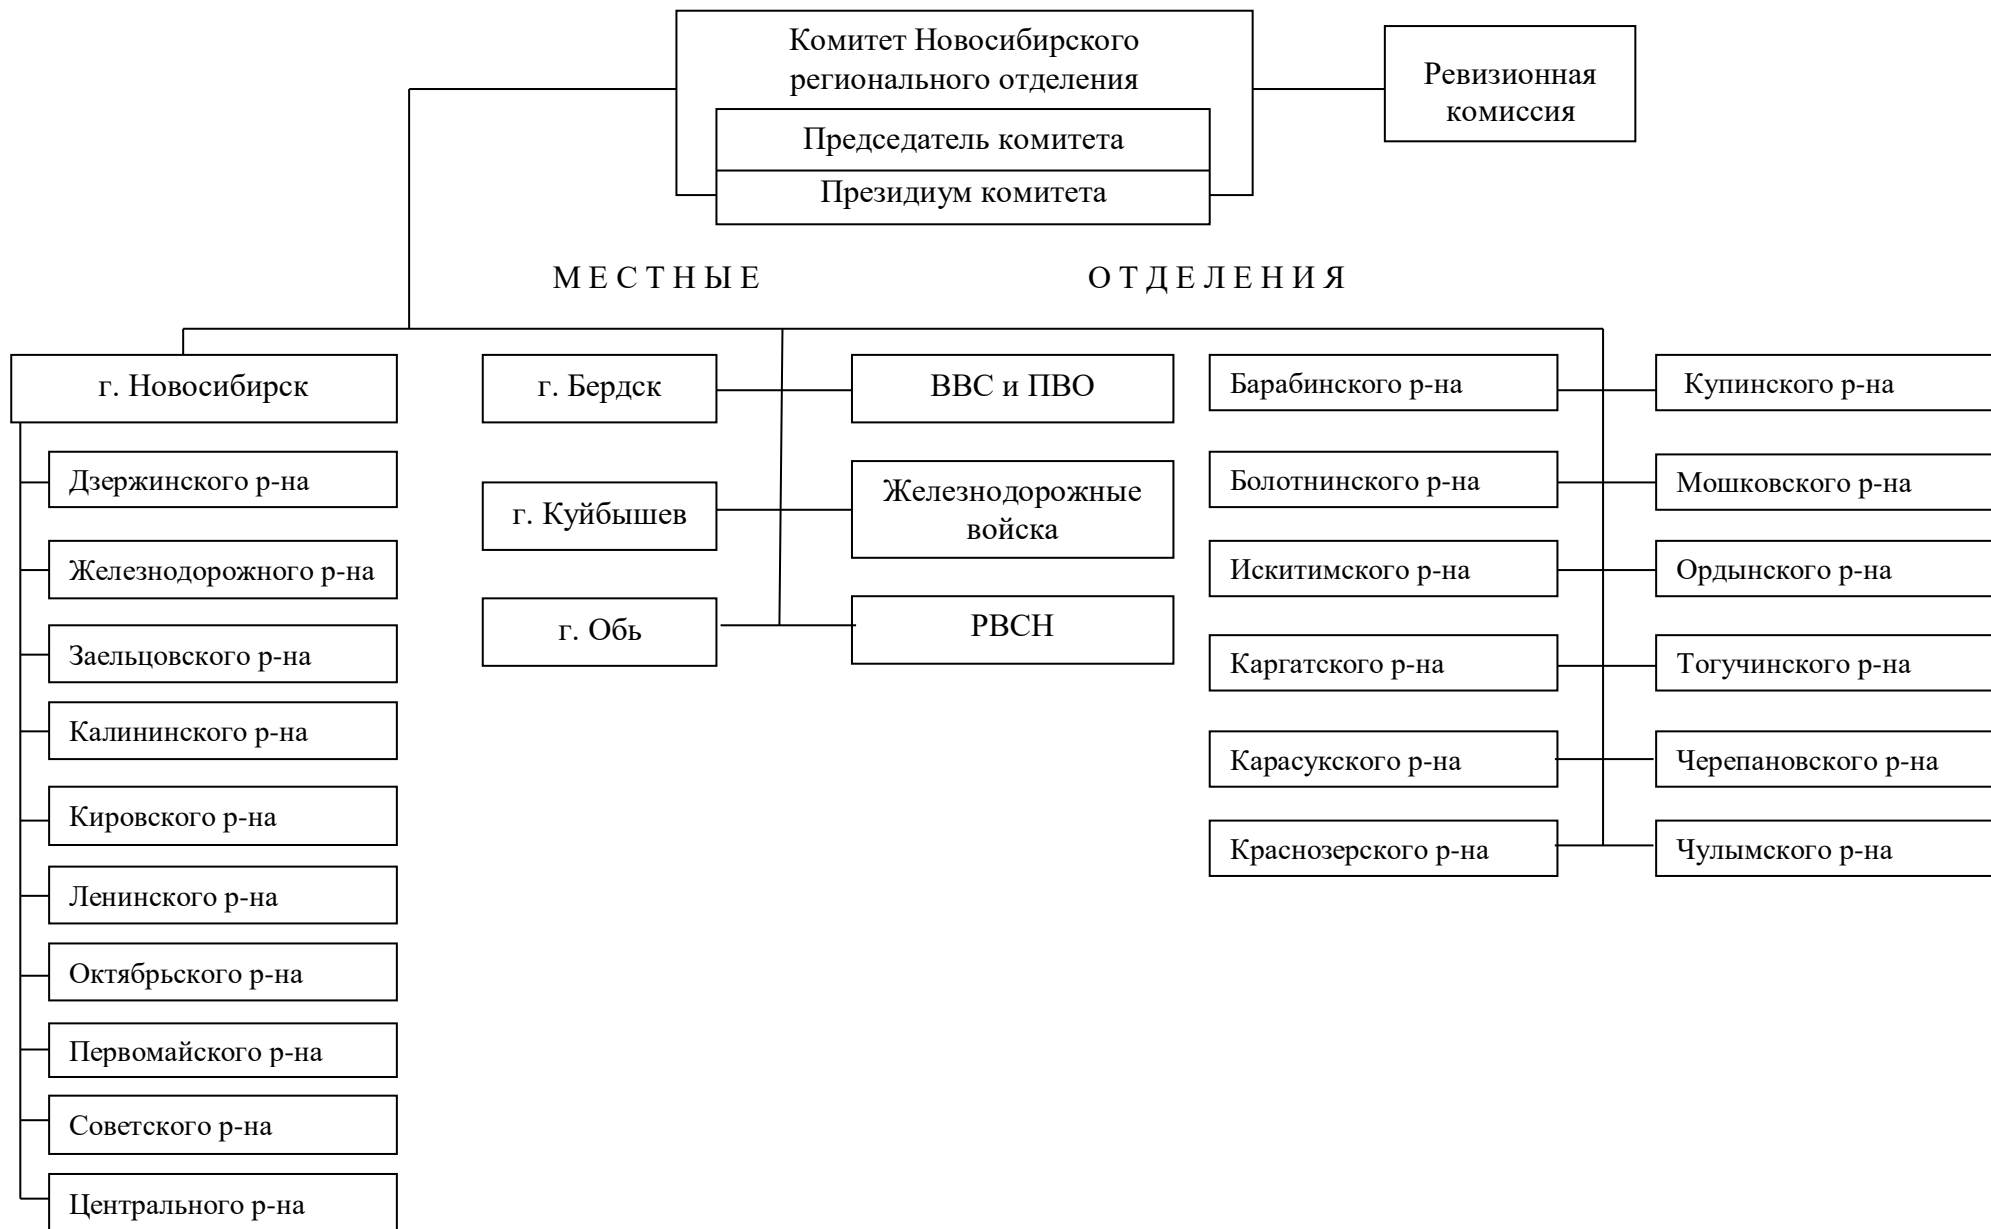 Комитет Новосибирского
регионального отделения
Председатель комитета
Президиум комитета
Ревизионная
комиссия
М Е С Т Н Ы Е О Т Д Е Л Е Н И Я
г. Новосибирск
Дзержинского р-на
Железнодорожного р-на
Заельцовского р-на
Калининского р-на
Кировского р-на
Ленинского р-на
Октябрьского р-на
Первомайского р-на
Советского р-на
Центрального р-на
г. Бердск
г. Куйбышев
г. Обь
ВВС и ПВО
Железнодорожные
войска
РВСН
Барабинского р-на
Болотнинского р-на
Искитимского р-на
Каргатского р-на
Карасукского р-на
Краснозерского р-на
Купинского р-на
Мошковского р-на
Ордынского р-на
Тогучинского р-на
Черепановского р-на
Чулымского р-на